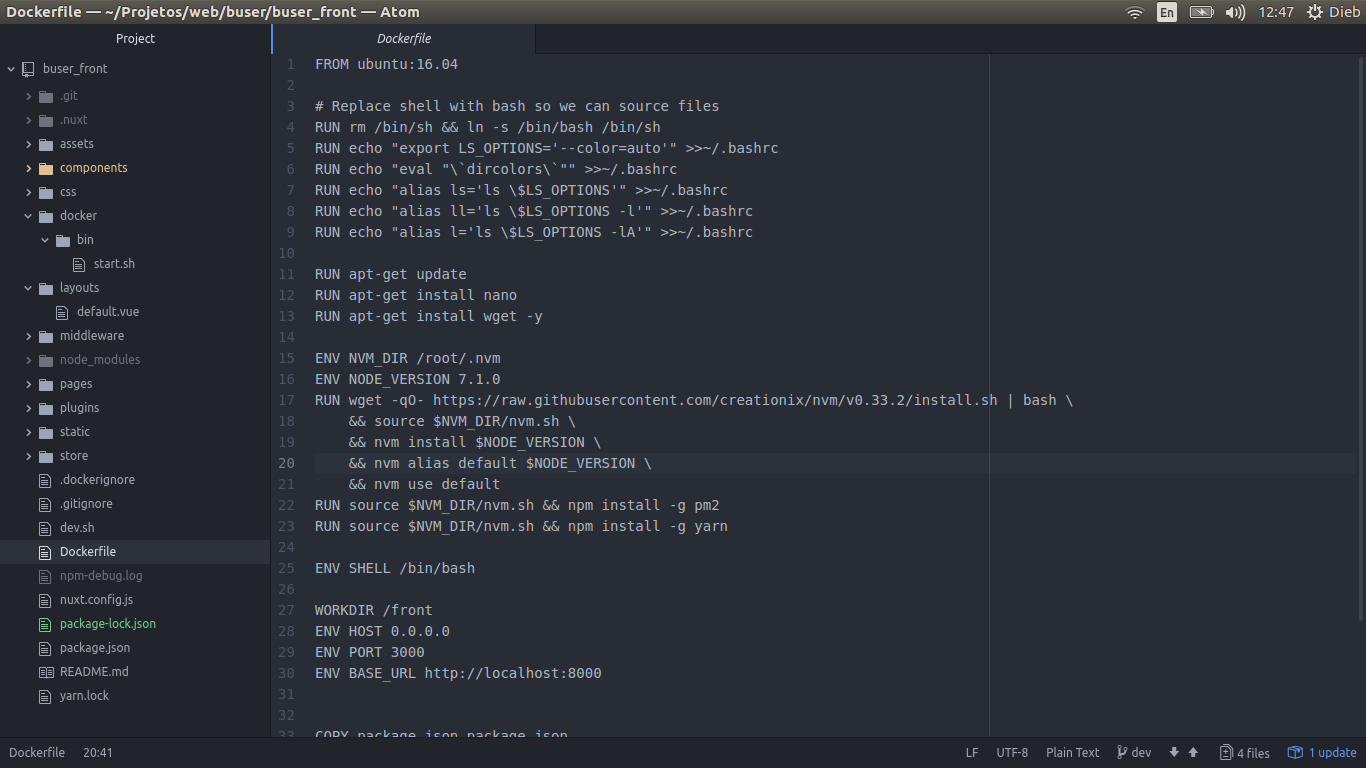 Dockerfile — ~/Projetos/web/buser/buser_front — Atom
En
12:47
Dieb
Project
buser_front
.git
.nuxt
assets
components
css
docker
bin
start.sh
layouts
default.vue
middleware
node_modules
pages
plugins
static
store
.dockerignore
.gitignore
dev.sh
Dockerfile
npm-debug.log
nuxt.config.js
package-lock.json
package.json
README.md
yarn.lock
Dockerfile
1 FROM ubuntu:16.04
2
3 # Replace shell with bash so we can source files
4 RUN rm /bin/sh && ln -s /bin/bash /bin/sh
5 RUN echo "export LS_OPTIONS='--color=auto'" >>~/.bashrc
6 RUN echo "eval "\`dircolors\`"" >>~/.bashrc
7 RUN echo "alias ls='ls \$LS_OPTIONS'" >>~/.bashrc
8 RUN echo "alias ll='ls \$LS_OPTIONS -l'" >>~/.bashrc
9 RUN echo "alias l='ls \$LS_OPTIONS -lA'" >>~/.bashrc
10
11 RUN apt-get update
12 RUN apt-get install nano
13 RUN apt-get install wget -y
14
15 ENV NVM_DIR /root/.nvm
16 ENV NODE_VERSION 7.1.0
17 RUN wget -qO- https://raw.githubusercontent.com/creationix/nvm/v0.33.2/install.sh | bash \
18     && source $NVM_DIR/nvm.sh \
19     && nvm install $NODE_VERSION \
20     && nvm alias default $NODE_VERSION \
21     && nvm use default
22 RUN source $NVM_DIR/nvm.sh && npm install -g pm2
23 RUN source $NVM_DIR/nvm.sh && npm install -g yarn
24
25 ENV SHELL /bin/bash
26
27 WORKDIR /front
28 ENV HOST 0.0.0.0
29 ENV PORT 3000
30 ENV BASE_URL http://localhost:8000
31
32
33 COPY package.json package.json
Dockerfile 20:41
LF UTF-8 Plain Text dev 4 files 1 update